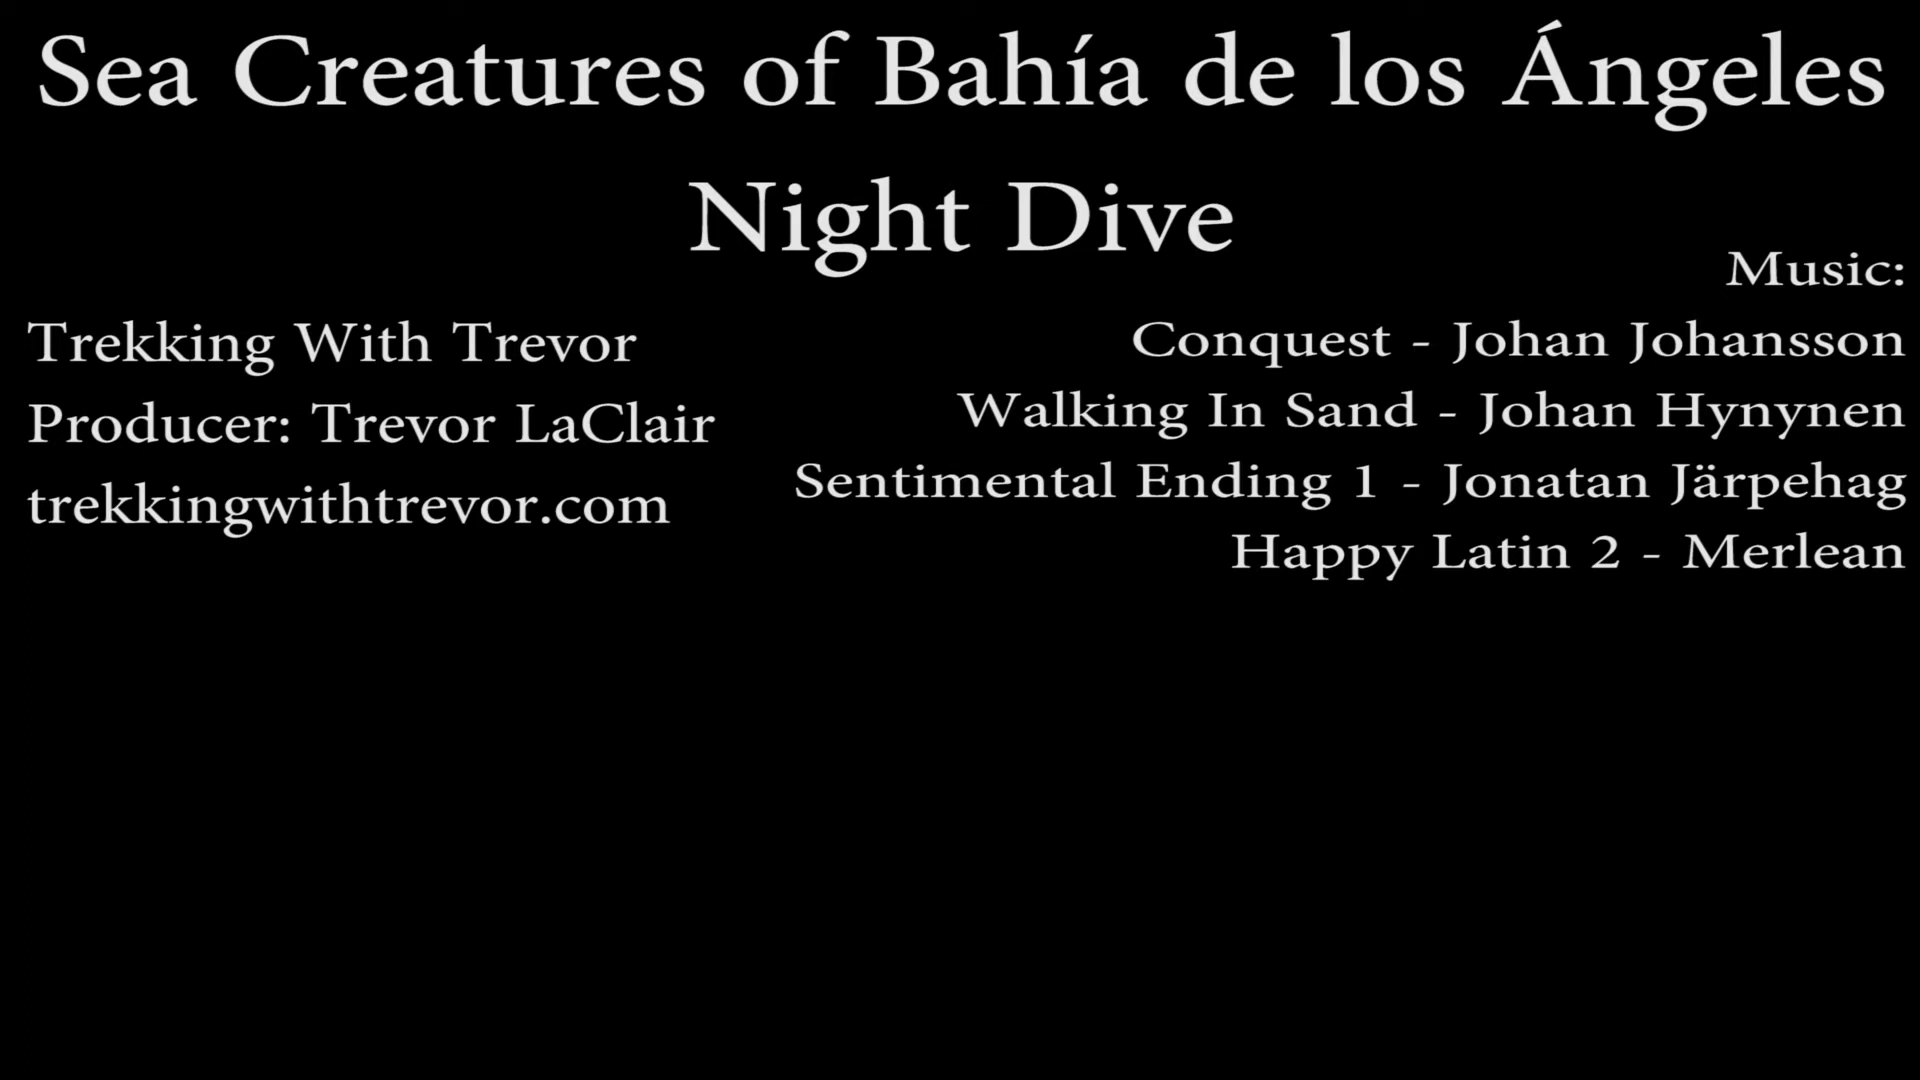 Sea Creatures of Bahía de los Ángeles
Night Dive
Trekking With Trevor
Producer: Trevor LaClair
trekkingwithtrevor.com
Music:
Conquest - Johan Johansson
Walking In Sand - Johan Hynynen
Sentimental Ending 1 - Jonatan Järpehag
Happy Latin 2 - Merlean